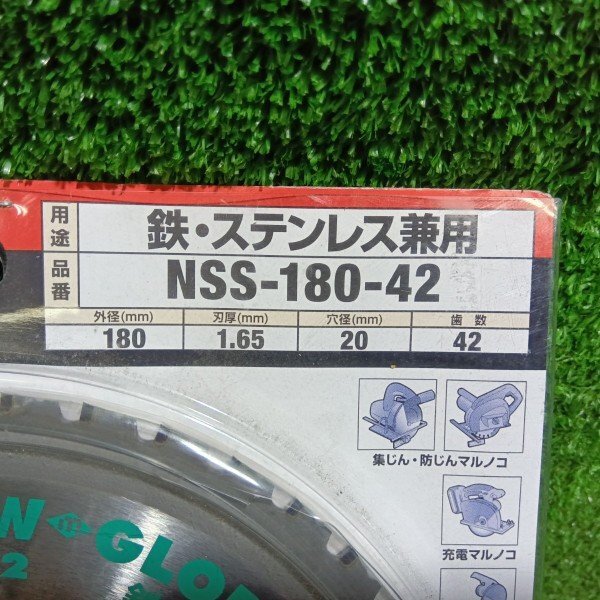 用途 鉄・ステンレス兼用
品番 NSS-180-42
外径(mm) 刃厚(mm) 穴径(mm) 歯数
180 1.65 20 42
集じん・防じんマルノコ
充電マルノコ